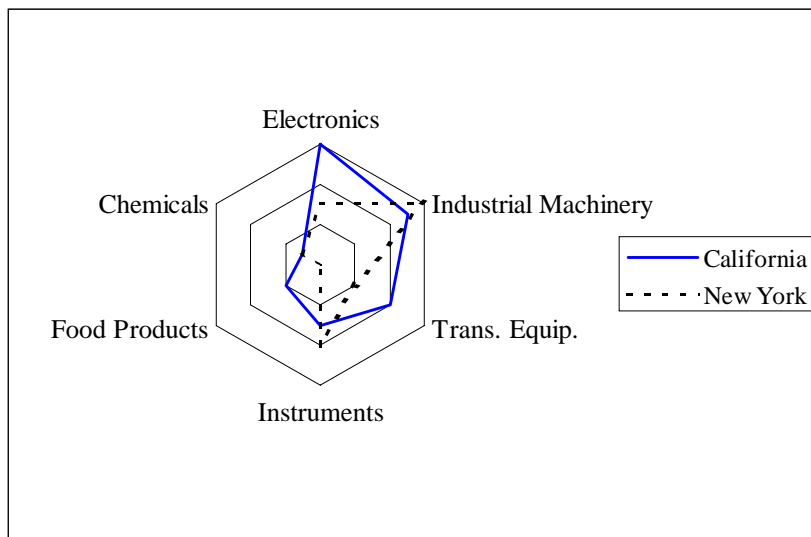 Electronics
Chemicals
Industrial Machinery
California
New York
Food Products
Trans. Equip.
Instruments